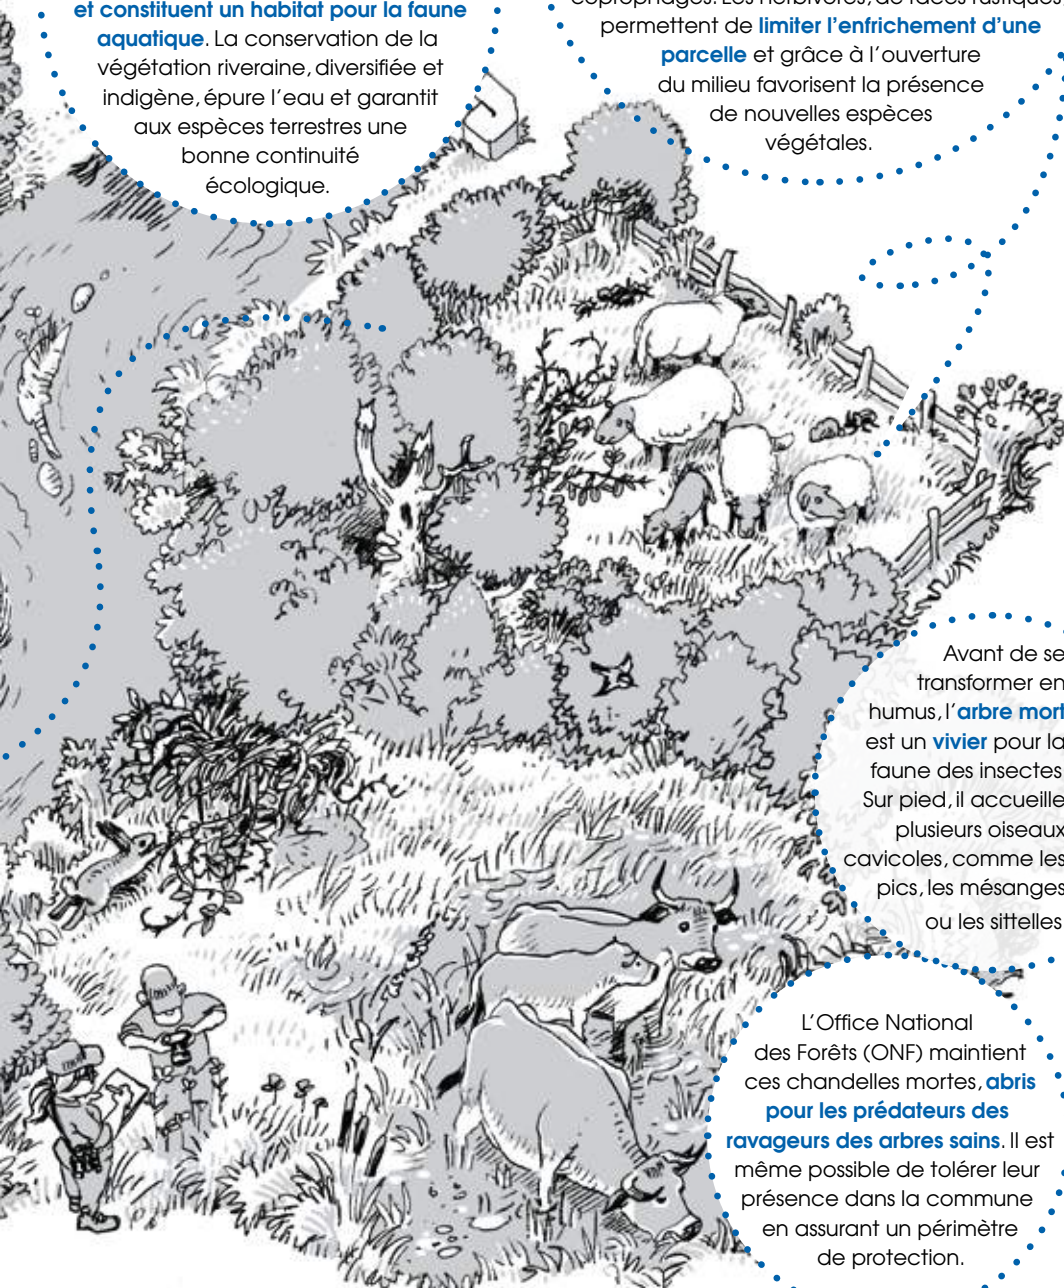 et constituent un habitat pour la faune
aquatique. La conservation de la
végétation riveraine, diversifiée et
indigène, épure l’eau et garantit
aux espèces terrestres une
bonne continuité
écologique.
permettent de limiter l’enfrichement d’une
parcelle et grâce à l’ouverture
du milieu favorisent la présence
de nouvelles espèces
végétales.
Avant de se
transformer en
humus, l’arbre mort
est un vivier pour la
faune des insectes
Sur pied, il accueille
plusieurs oiseaux
cavicoles, comme les
pics, les mésanges
ou les sittelles
L’Office National
des Forêts (ONF) maintient
ces chandelles mortes, abris
pour les prédateurs des
ravageurs des arbres sains. Il est
même possible de tolérer leur
présence dans la commune
en assurant un périmètre
de protection.